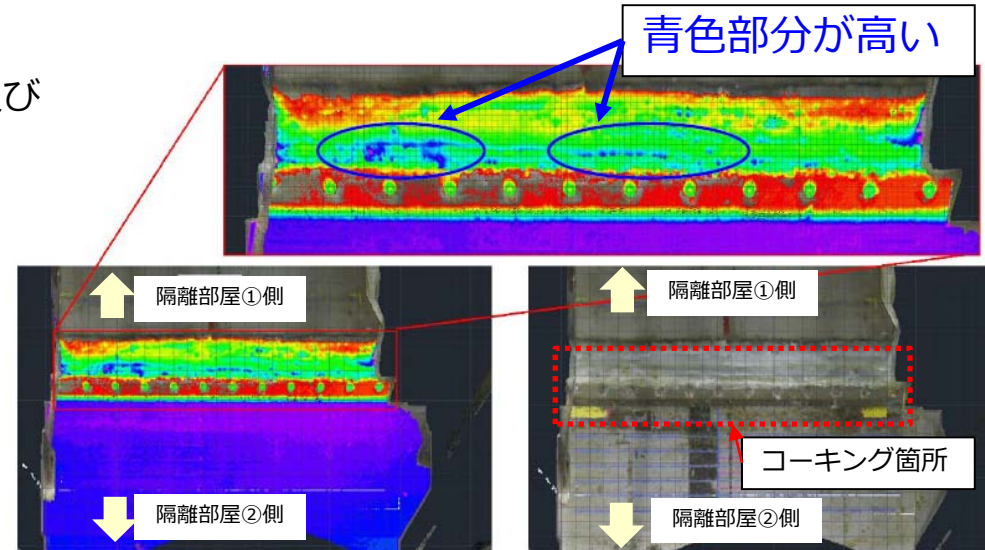 青色部分が高い
び
隔離部屋①側
隔離部屋①側
コーキング箇所
隔離部屋②側
隔離部屋②側